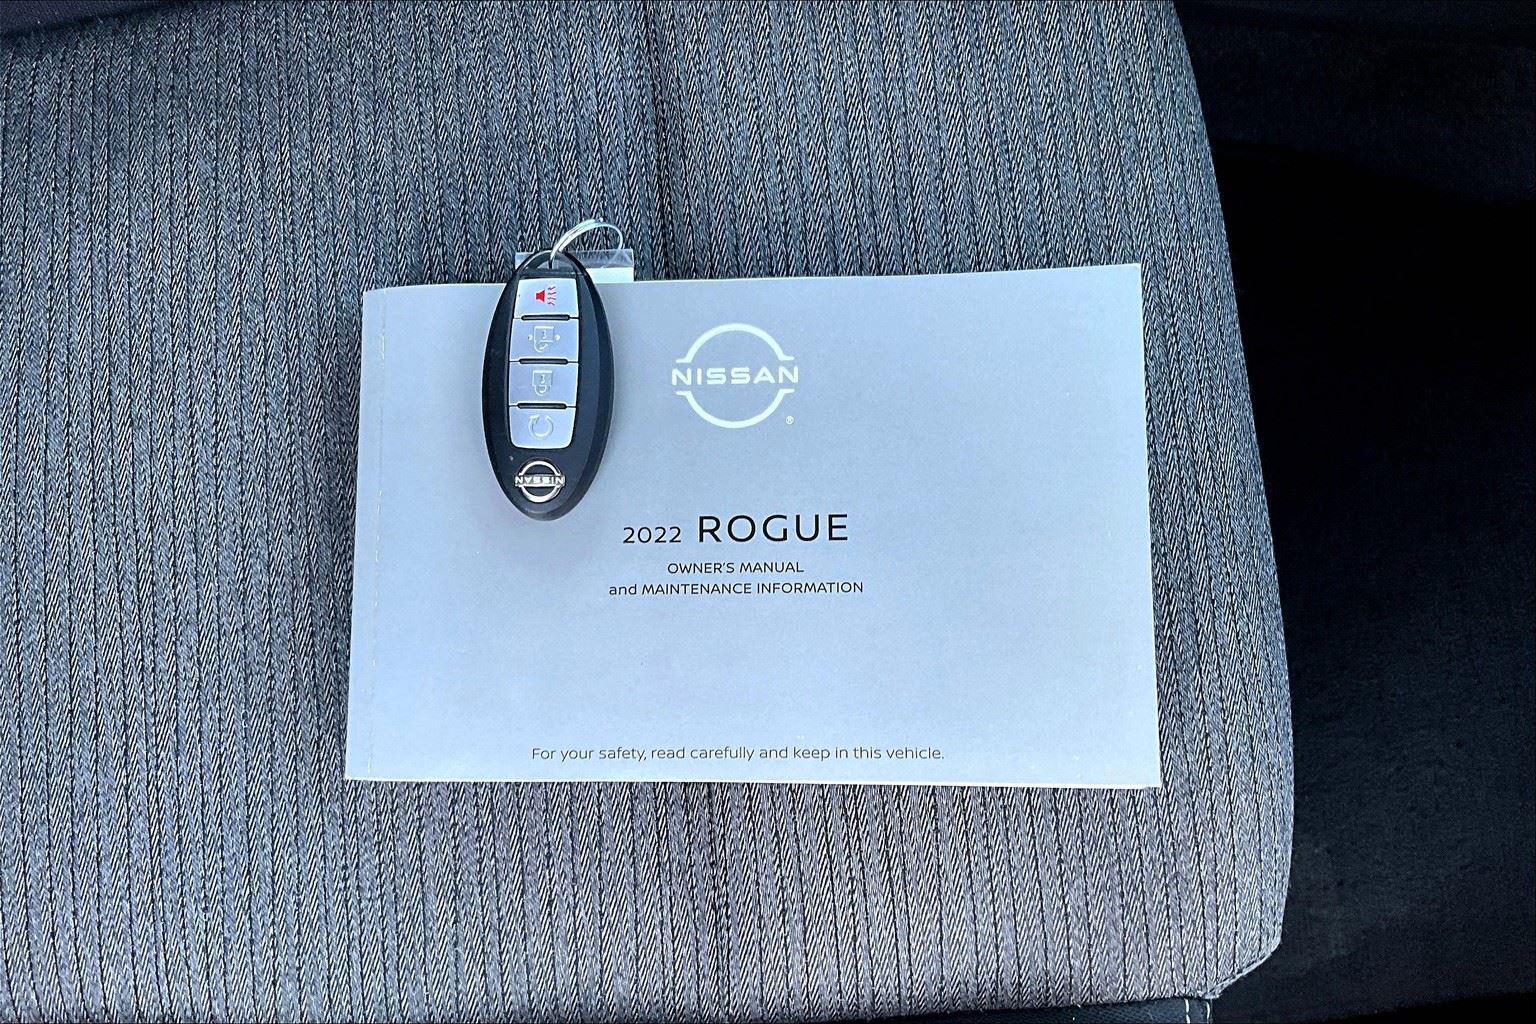 NISSAN
®
NISSAN
2022 ROGUE
OWNER'S MANUAL
and MAINTENANCE INFORMATION
For your safety, read carefully and keep in this vehicle.